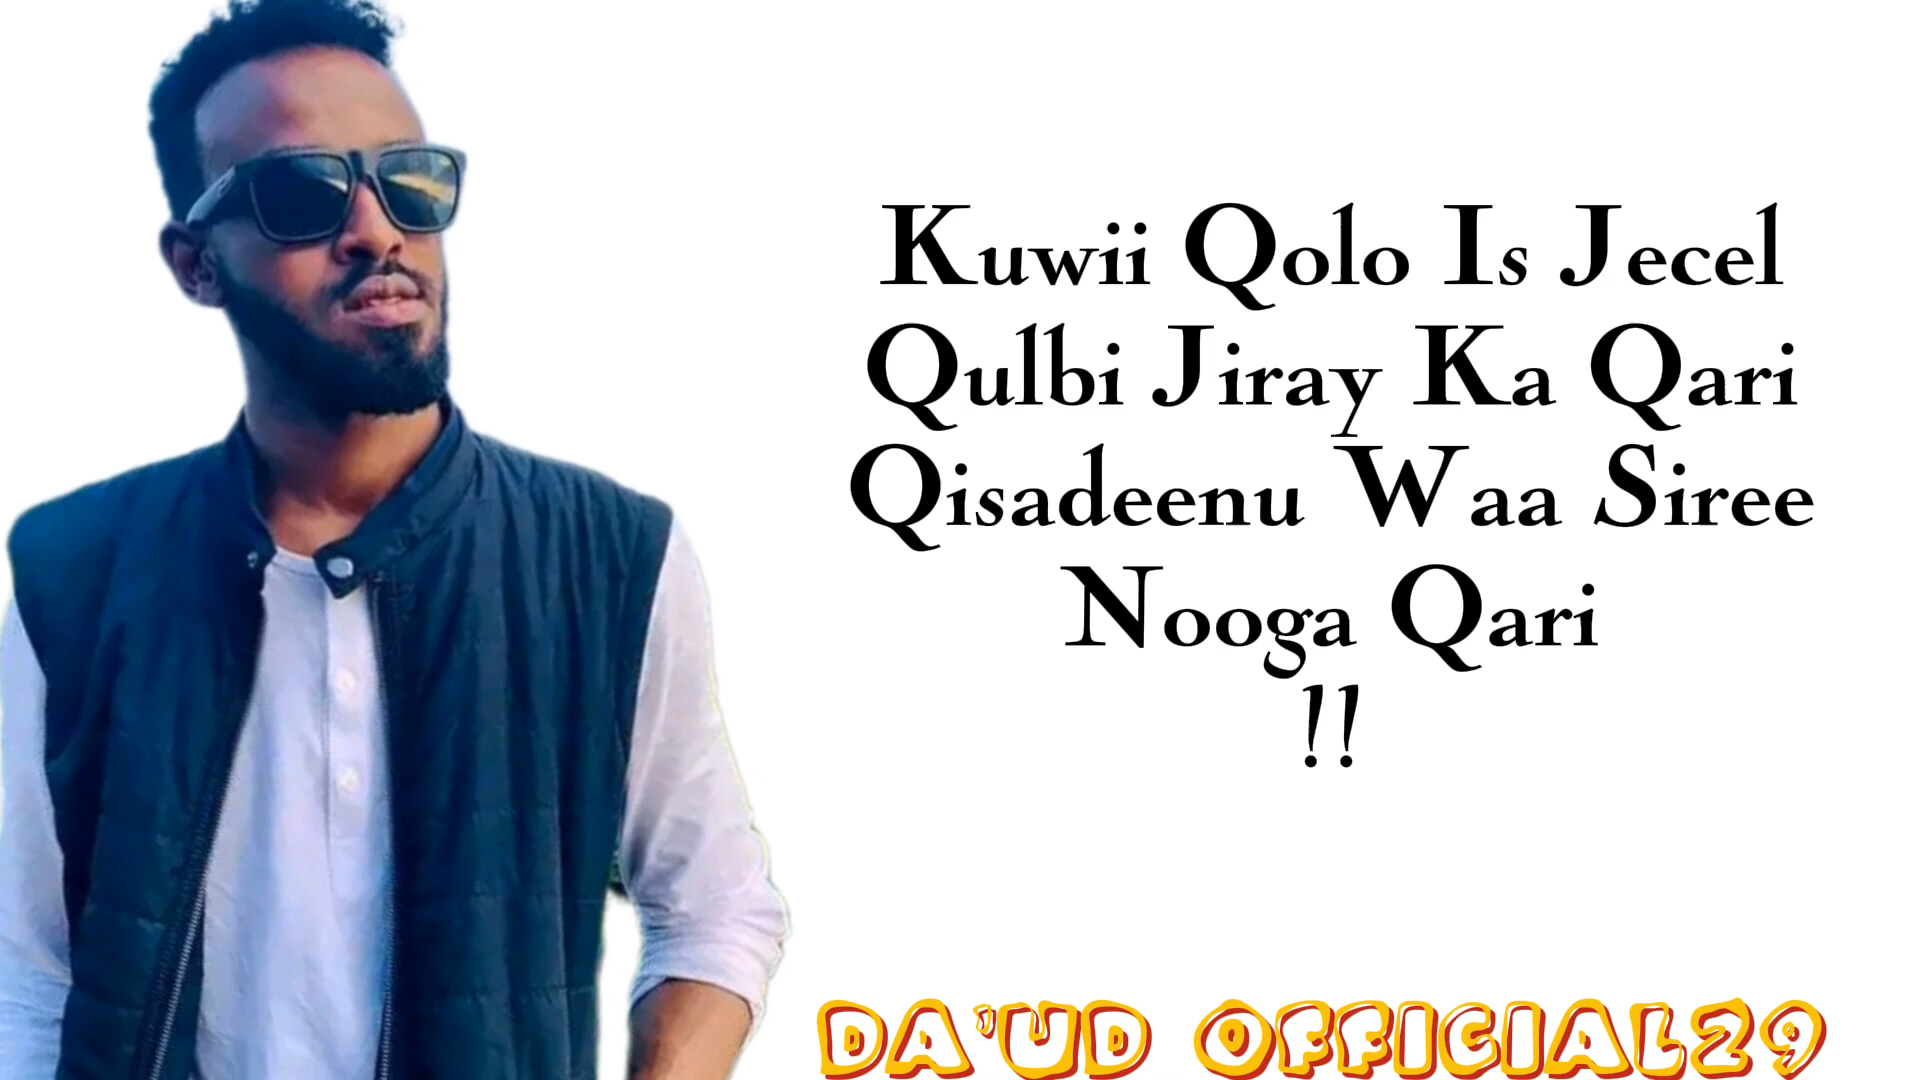 Kuwii Qolo Is Jecel
Qulbi Jiray Ka Qari
Qisadeenu Waa Siree
Nooga Qari
!!
DA'UD OFFICIAL29